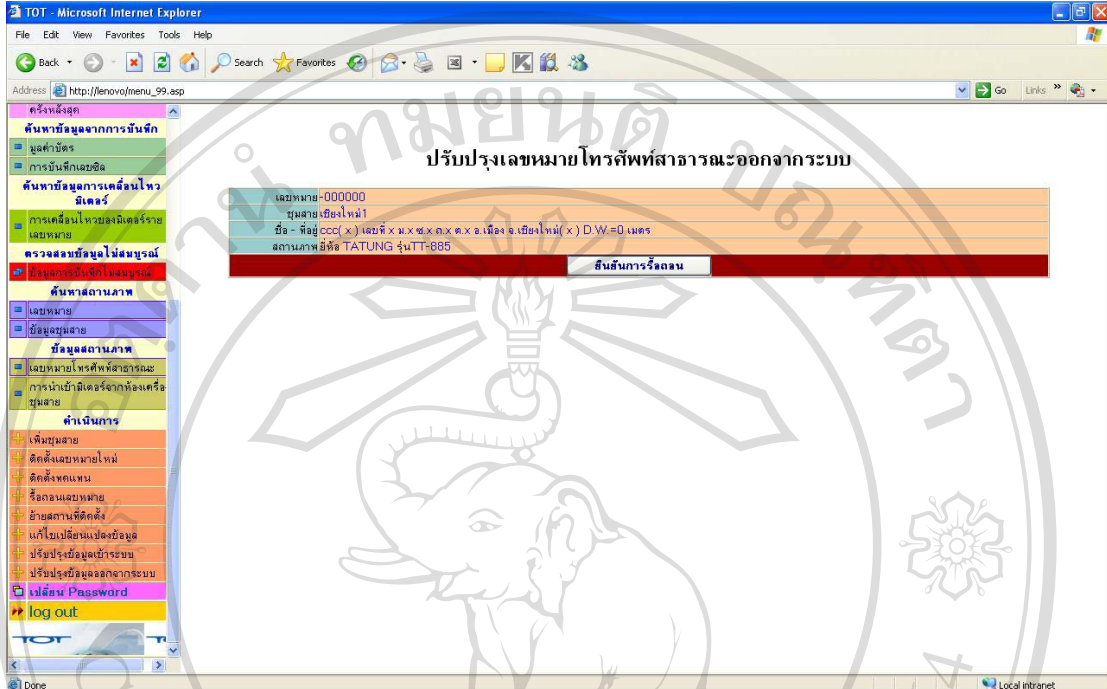 TOT - Microsoft Internet Explorer
File Edit View Favorites Tools Help
Back Search Favorites
Address http://lenovo/menu_99.asp Go Links
ครั้งหลังสุด
ค้นหาข้อมูลจากการบันทึก
มูลค่าบัตร
การบันทึกเลขซีล
ค้นหาข้อมูลการเคลื่อนไหว
มิเตอร์
การเคลื่อนไหวของมิเตอร์ราย
เลขหมาย
ตรวจสอบข้อมูลไม่สมบูรณ์
ข้อมูลการบันทึกไม่สมบูรณ์
ค้นหาสถานภาพ
เลขหมาย
ข้อมูลชุมสาย
ข้อมูลสถานภาพ
เลขหมายโทรศัพท์สาธารณะ
การนำเข้ามิเตอร์จากห้องเครื่อ
ชุมสาย
ดำเนินการ
เพิ่มชุมสาย
ติดตั้งเลขหมายใหม่
ติดตั้งทดแทน
รื้อถอนเลขหมาย
ย้ายสถานที่ติดตั้ง
แก้ไขเปลี่ยนแปลงข้อมูล
ปรับปรุงข้อมูลเข้าระบบ
ปรับปรุงข้อมูลออกจากระบบ
เปลี่ยน Password
log out
TOT
ปรับปรุงเลขหมายโทรศัพท์สาธารณะออกจากระบบ
เลขหมาย -000000
ชุมสาย เชียงใหม่1
ชื่อ - ที่อยู่ ccc( x ) เลขที่ x ม.x ซ.x ถ.x ต.x อ.เมือง จ.เชียงใหม่( x ) D.W.=0 เมตร
สถานภาพ ยี่ห้อ TATUNG รุ่นTT-885
ยืนยันการรื้อถอน
Done Local intranet